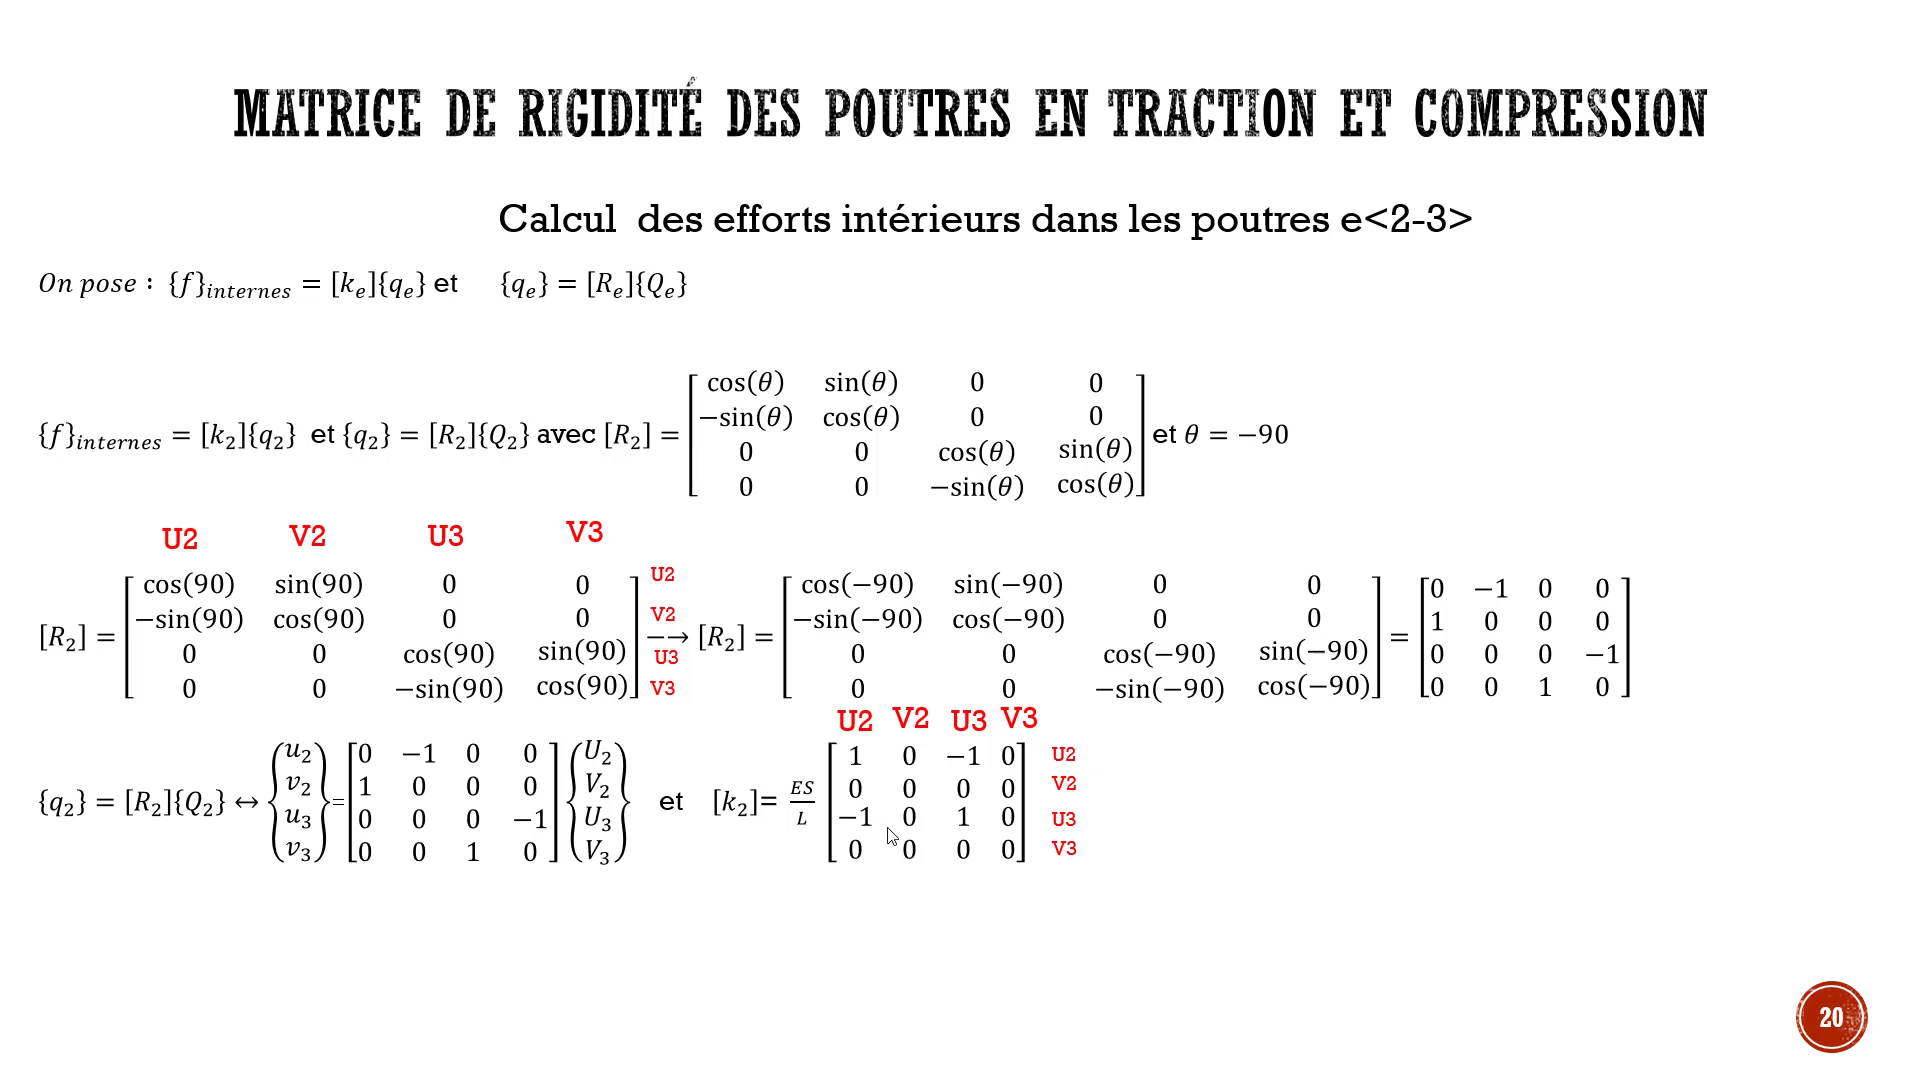 MATRICE DE RIGIDITÉ DES POUTRES EN TRACTION ET COMPRESSION
Calcul des efforts intérieurs dans les poutres e<2-3>
On pose : {f}internes = [ke]{qe} et {qe} = [Re]{Qe}
{f}internes = [k2]{q2} et {q2} = [R2]{Q2} avec [R2] = [cos(θ) sin(θ) 0 0
−sin(θ) cos(θ) 0 0
0 0 cos(θ) sin(θ)
0 0 −sin(θ) cos(θ)] et θ = −90
U2 V2 U3 V3
[R2] = [cos(90) sin(90) 0 0
−sin(90) cos(90) 0 0
0 0 cos(90) sin(90)
0 0 −sin(90) cos(90)]
U2
V2
U3
V3
−→ [R2] = [cos(−90) sin(−90) 0 0
−sin(−90) cos(−90) 0 0
0 0 cos(−90) sin(−90)
0 0 −sin(−90) cos(−90)]
= [0 −1 0 0
1 0 0 0
0 0 0 −1
0 0 1 0]
{q2} = [R2]{Q2} ↔ {u2
v2
u3
v3}
= [0 −1 0 0
1 0 0 0
0 0 0 −1
0 0 1 0]
{U2
V2
U3
V3}
et [k2]= ES/L
U2 V2 U3 V3
[1 0 −1 0
0 0 0 0
−1 0 1 0
0 0 0 0]
U2
V2
U3
V3
20